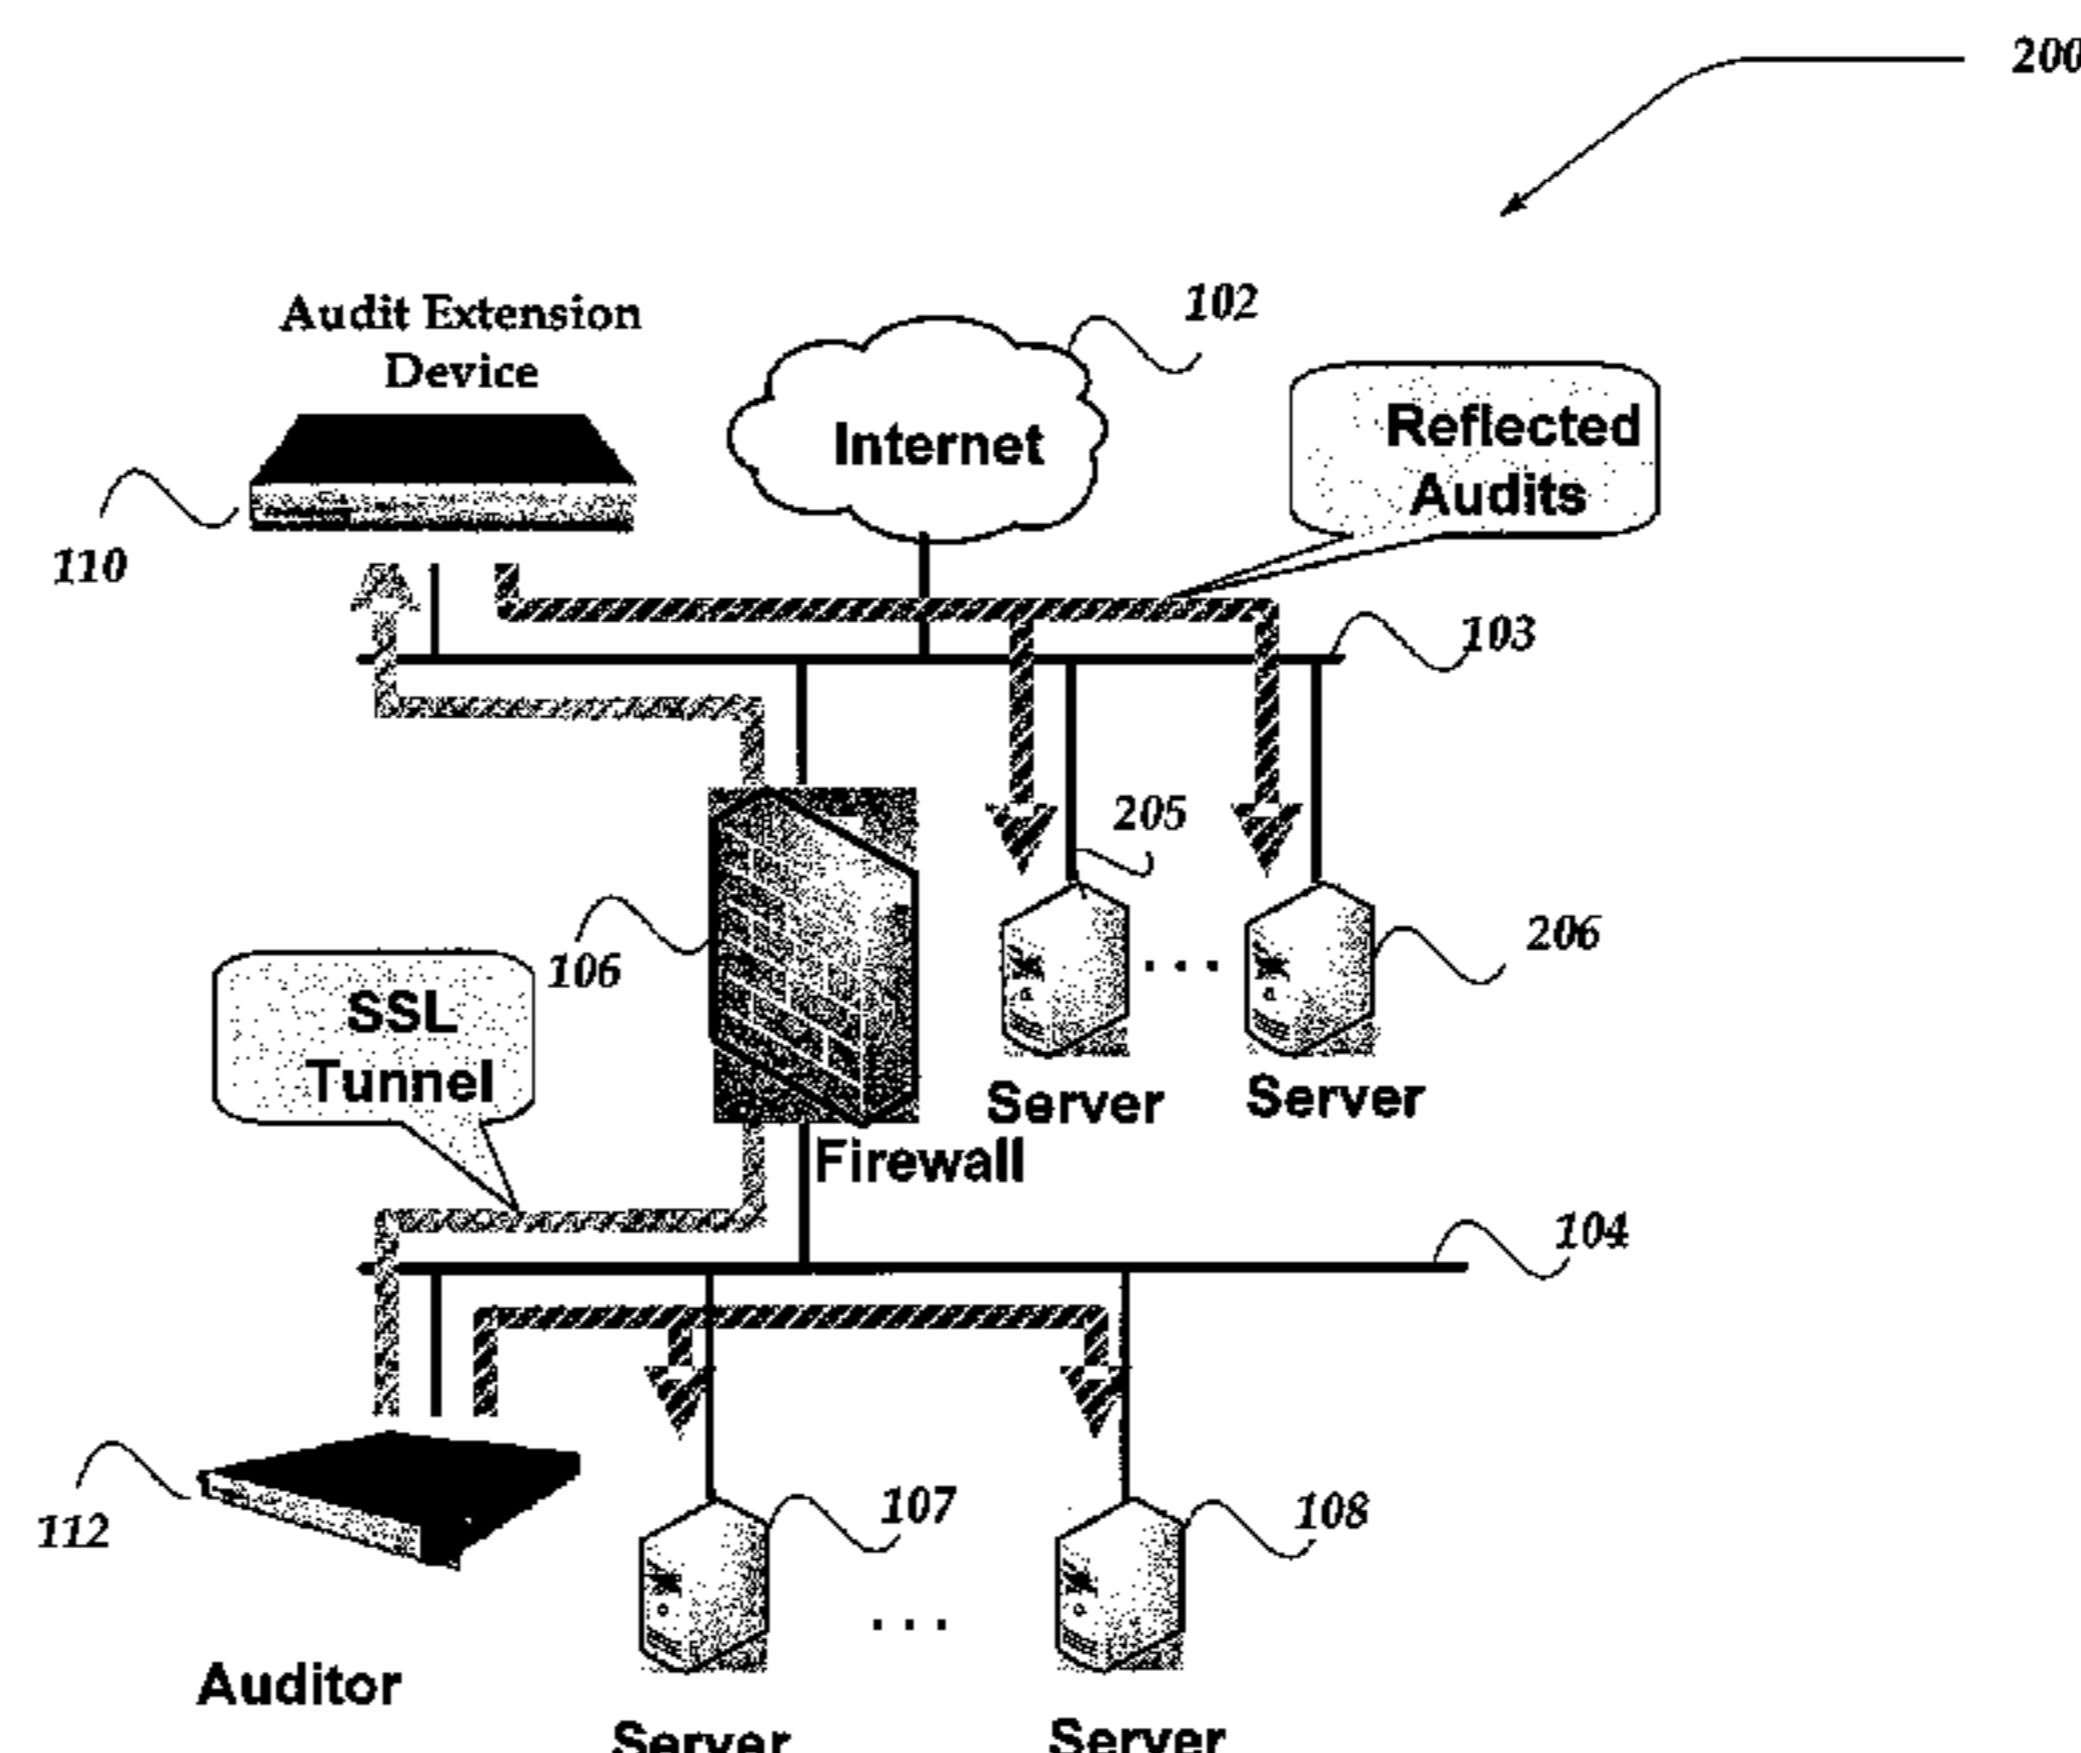 200
102
Audit Extension
Device
Internet
Reflected
Audits
110
103
205
206
106
SSL
Tunnel
Server
Server
Firewall
104
112
107
108
Auditor
Server
Server